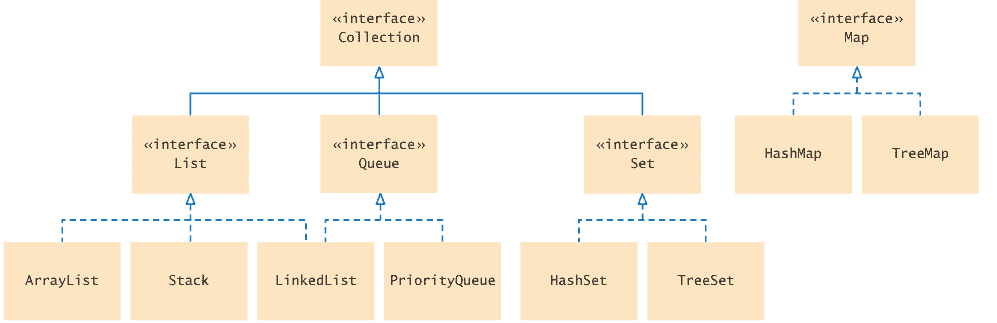 «interface»
Collection
«interface»
Map
«interface»
List
«interface»
Queue
«interface»
Set
HashMap
TreeMap
ArrayList
Stack
LinkedList
PriorityQueue
HashSet
TreeSet